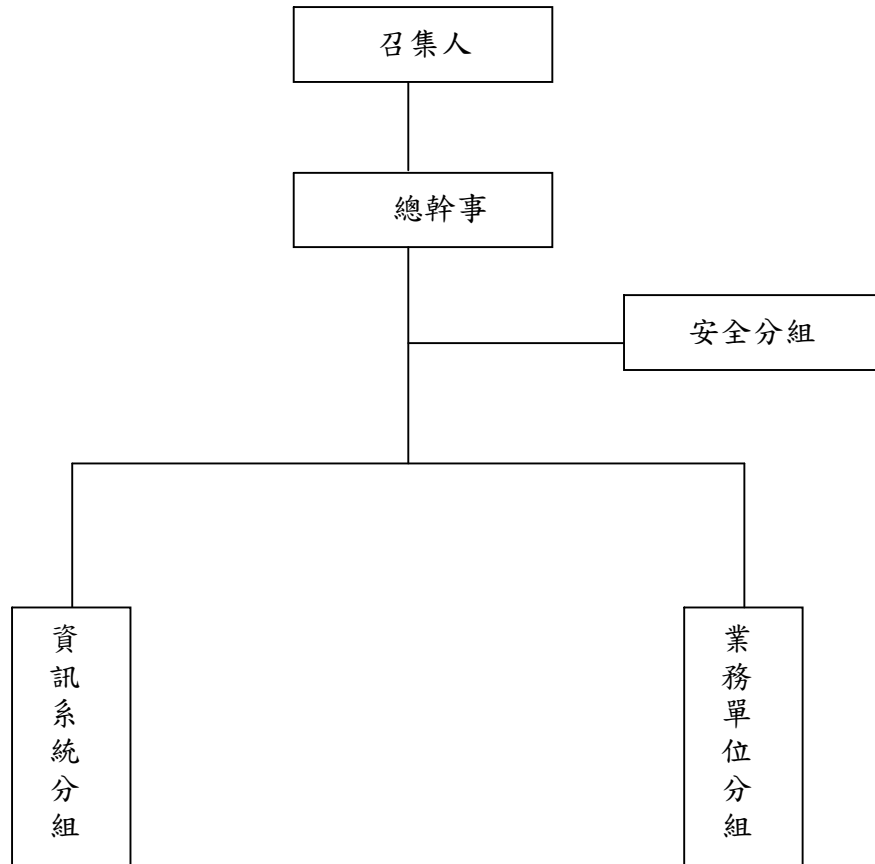 召集人
總幹事
安全分組
資訊系統分組
業務單位分組